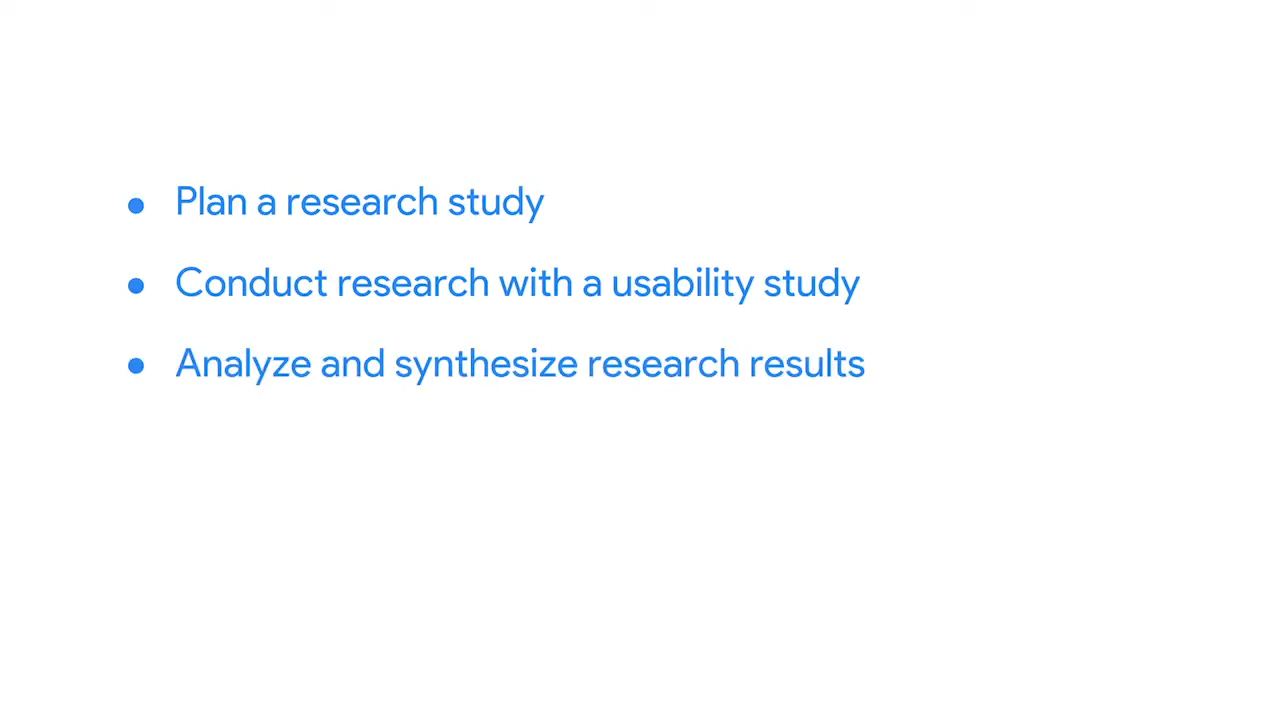 ● Plan a research study
● Conduct research with a usability study
● Analyze and synthesize research results